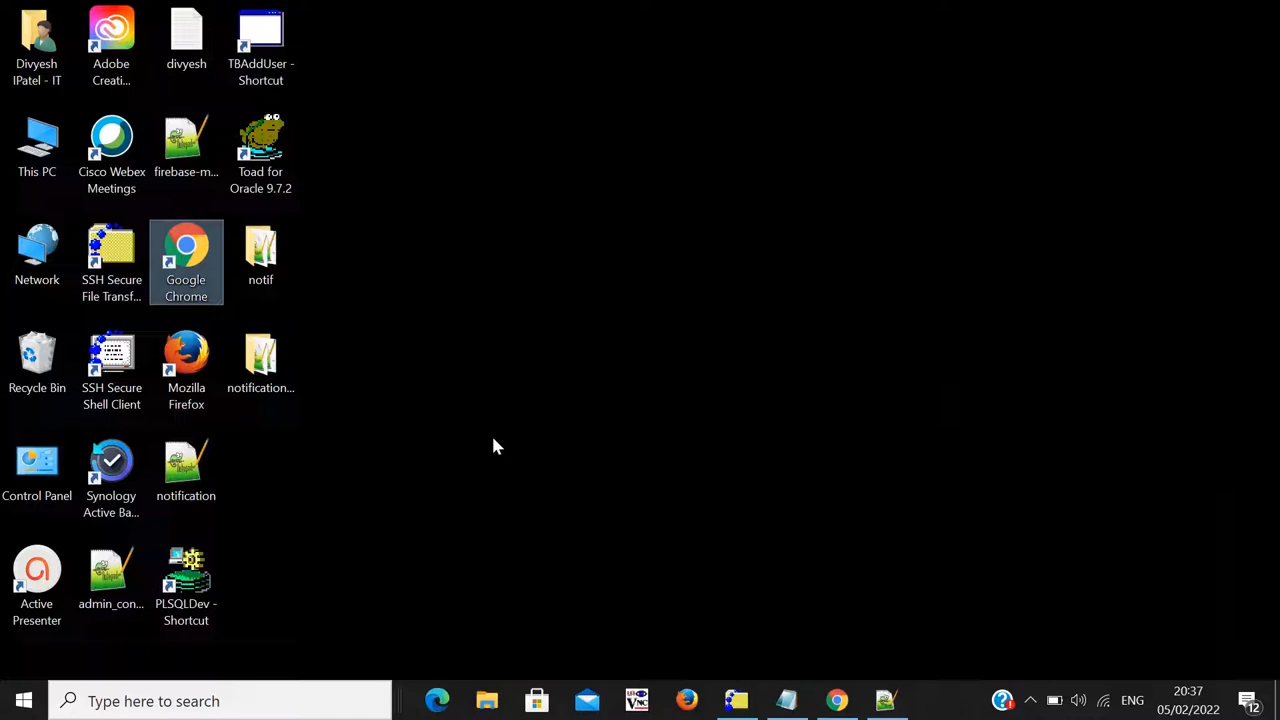 Divyesh
IPatel - IT
Adobe
Creati...
divyesh
TBAddUser -
Shortcut
This PC
Cisco Webex
Meetings
firebase-m...
Toad for
Oracle 9.7.2
Network
SSH Secure
File Transf...
Google
Chrome
notif
Recycle Bin
SSH Secure
Shell Client
Mozilla
Firefox
notification...
Control Panel
Synology
Active Ba...
notification
Active
Presenter
admin_con...
PLSQLDev -
Shortcut
Type here to search
VNC
ENG
20:37
05/02/2022
12